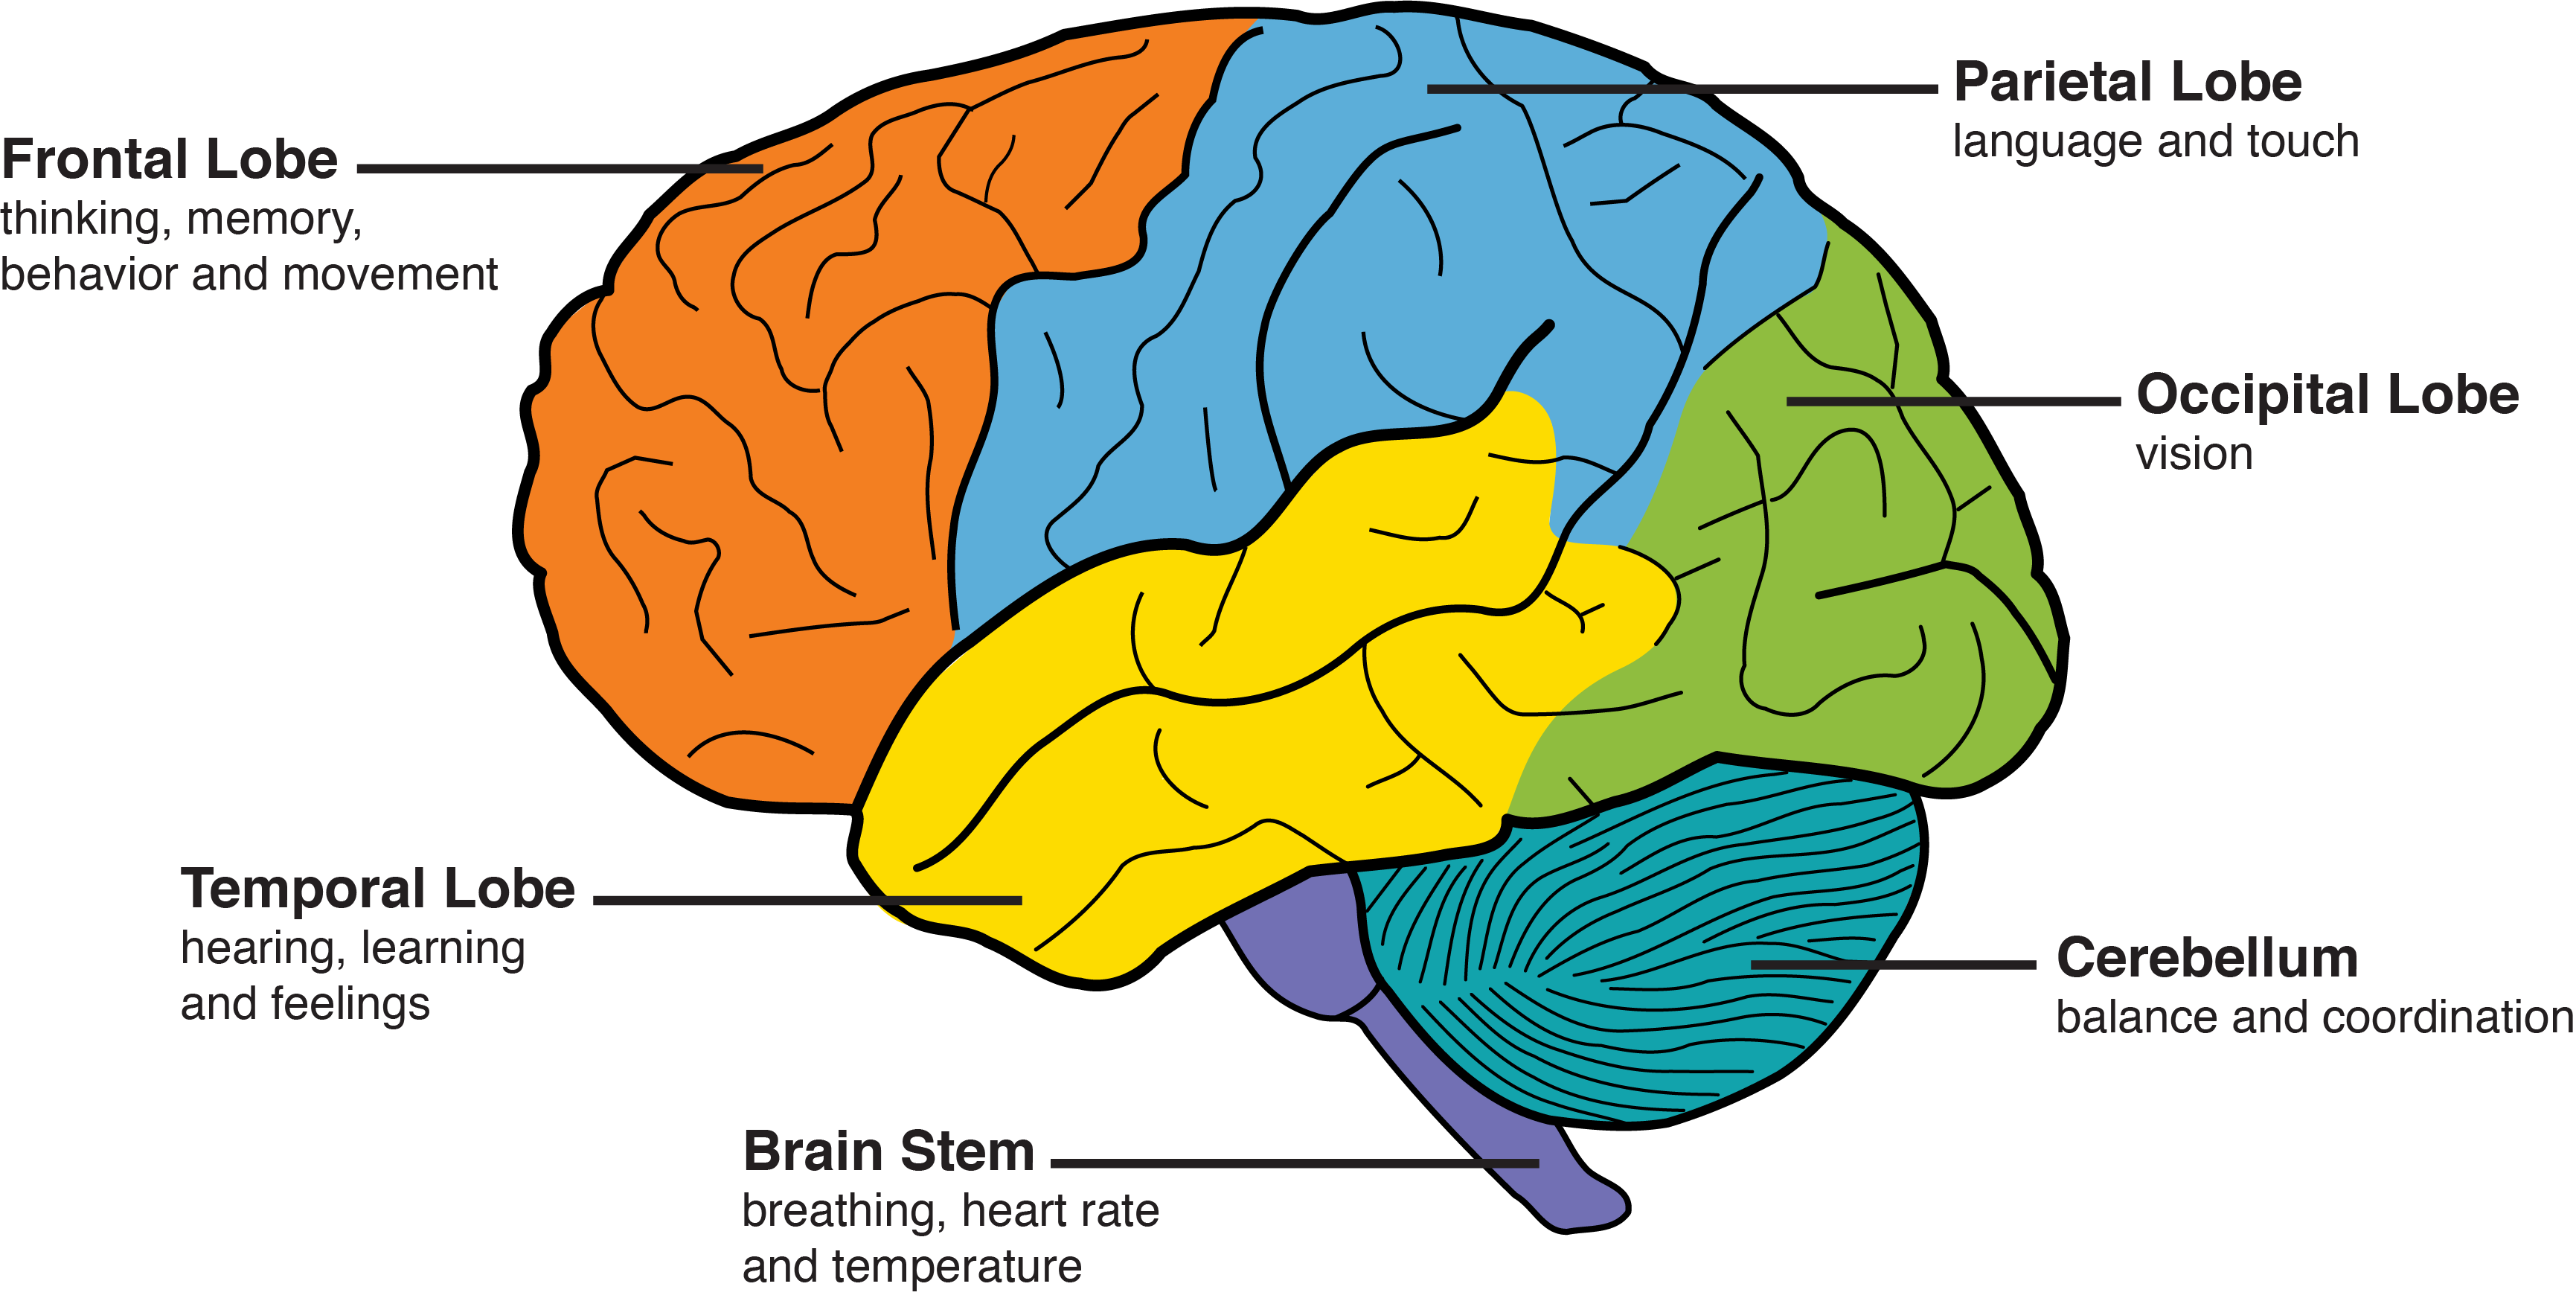 Frontal Lobe
thinking, memory,
behavior and movement
Parietal Lobe
language and touch
Occipital Lobe
vision
Temporal Lobe
hearing, learning
and feelings
Cerebellum
balance and coordination
Brain Stem
breathing, heart rate
and temperature